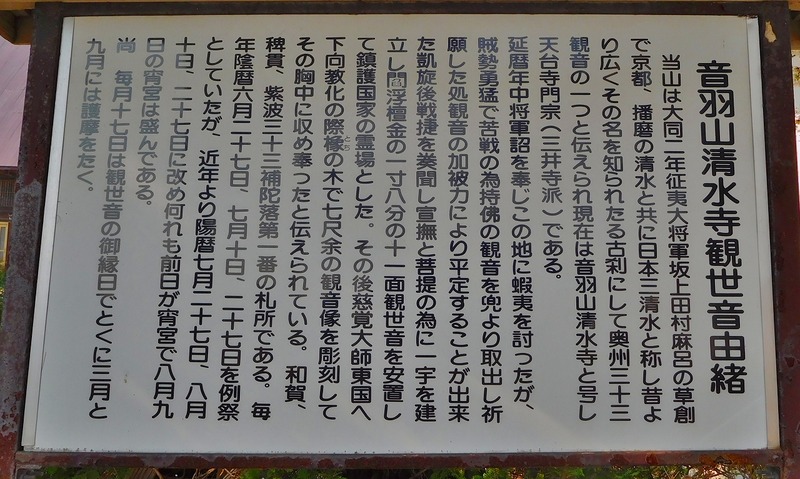 音羽山清水寺観世音由緒
当山は大同二年征夷大将軍坂上田村麻呂の草創
で京都、播磨の清水と共に日本三清水と称し昔よ
り広くその名を知られたる古刹にして奥州三十三
観音の一つと伝えられ現在は音羽山清水寺と号し
天台寺門宗（三井寺派）である。
延暦年中将軍詔を奉じこの地に蝦夷を討ったが、
賊勢勇猛で苦戦の為持佛の観音を兜より取出し祈
願した処観音の加被力により平定することが出来
た凱旋後戦捷を奏聞し宣撫と菩提の為に一宇を建
立し閻浮檀金の一寸八分の十一面観世音を安置し
て鎮護国家の霊場とした。その後慈覚大師東国へ
下向教化の際橡の木で七尺余の観音像を彫刻して
その胸中に収め奉ったと伝えられている。和賀、
稗貫、紫波三十三補陀落第一番の札所である。毎
年陰暦六月二十七日、七月十日、二十七日を例祭
としていたが、近年より陽暦七月二十七日、八月
十日、二十七日に改め何れも前日が宵宮で八月九
日の宵宮は盛んである。
尚　毎月十七日は観世音の御縁日でとくに三月と
九月には護摩をたく。